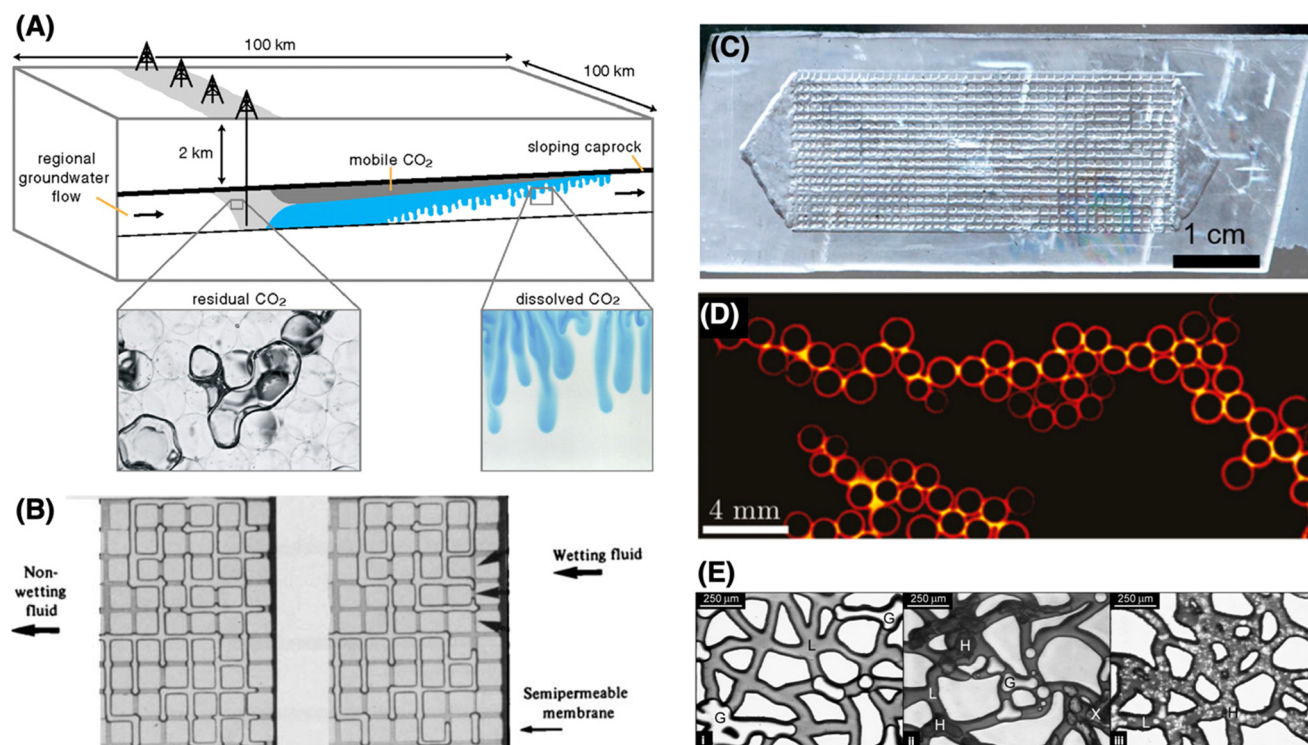 (A)
100 km
100 km
2 km
regional
groundwater
flow
mobile CO₂
sloping caprock
residual CO₂
dissolved CO₂
(B)
Non-
wetting
fluid
Wetting fluid
Semipermeable
membrane
(C)
1 cm
(D)
4 mm
(E)
250 µm
G
L
G
i
250 µm
H
G
L
H
X
ii
250 µm
L
H
iii